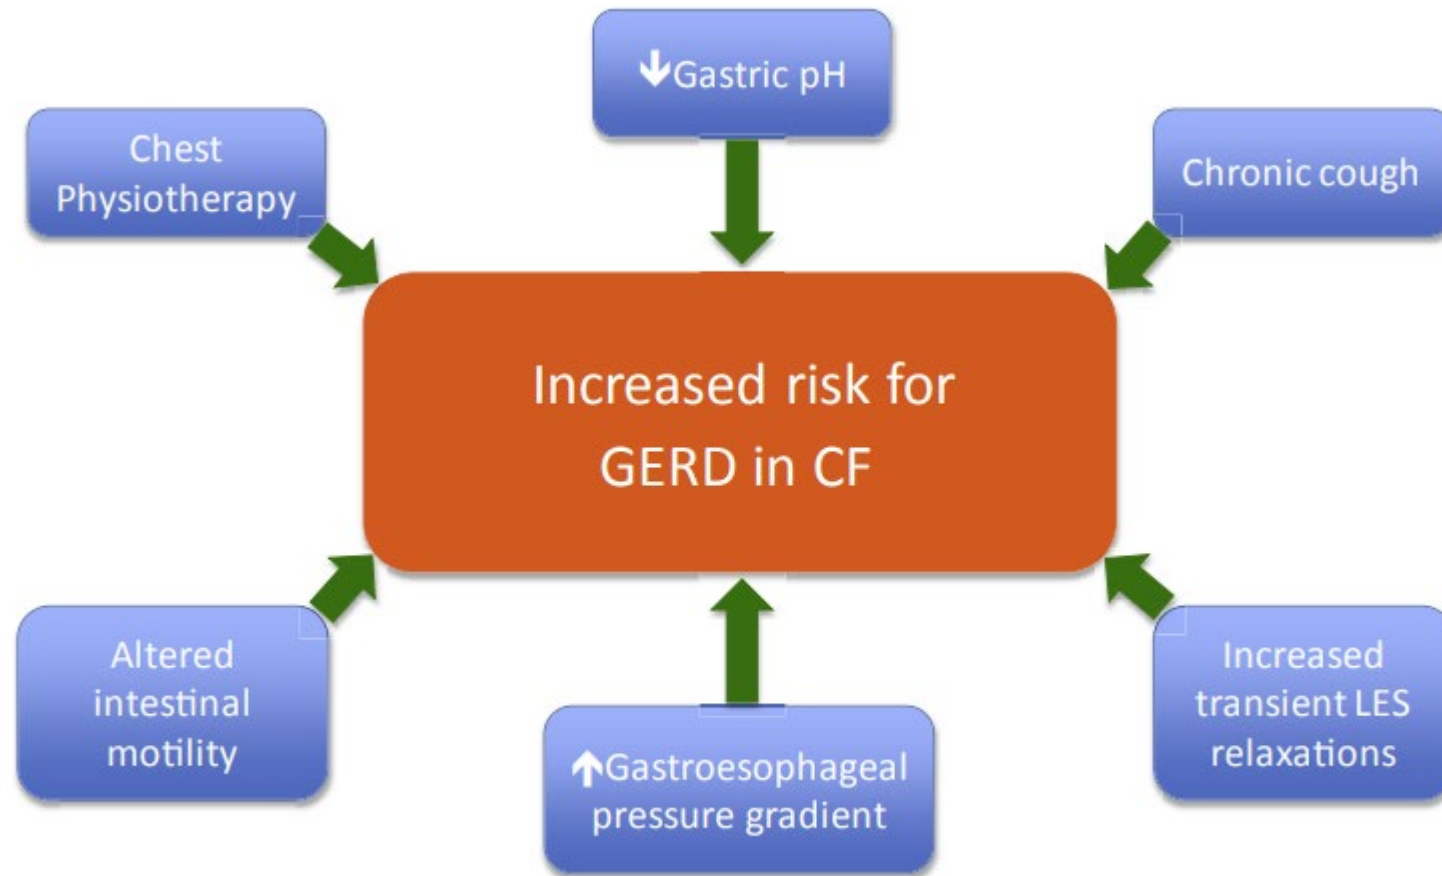 ↓Gastric pH
Chest
Physiotherapy
Chronic cough
Increased risk for
GERD in CF
Altered
intestinal
motility
↑Gastroesophageal
pressure gradient
Increased
transient LES
relaxations